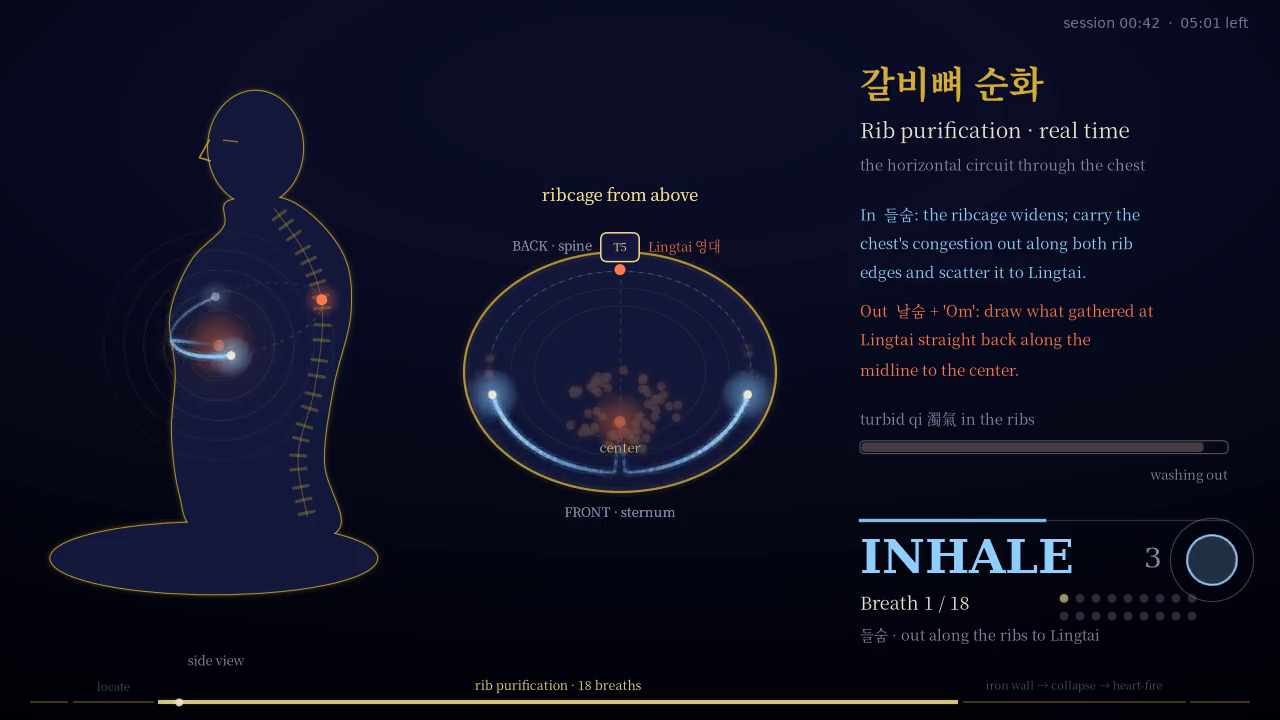 session 00:42 · 05:01 left
갈비뼈 순화
Rib purification · real time
the horizontal circuit through the chest
In 들숨: the ribcage widens; carry the
chest's congestion out along both rib
edges and scatter it to Lingtai.
Out 날숨 + 'Om': draw what gathered at
Lingtai straight back along the
midline to the center.
turbid qi 濁氣 in the ribs
washing out
INHALE
3
Breath 1 / 18
들숨 · out along the ribs to Lingtai
ribcage from above
BACK · spine
T5
Lingtai 영대
center
FRONT · sternum
side view
locate
rib purification · 18 breaths
iron wall → collapse → heart-fire